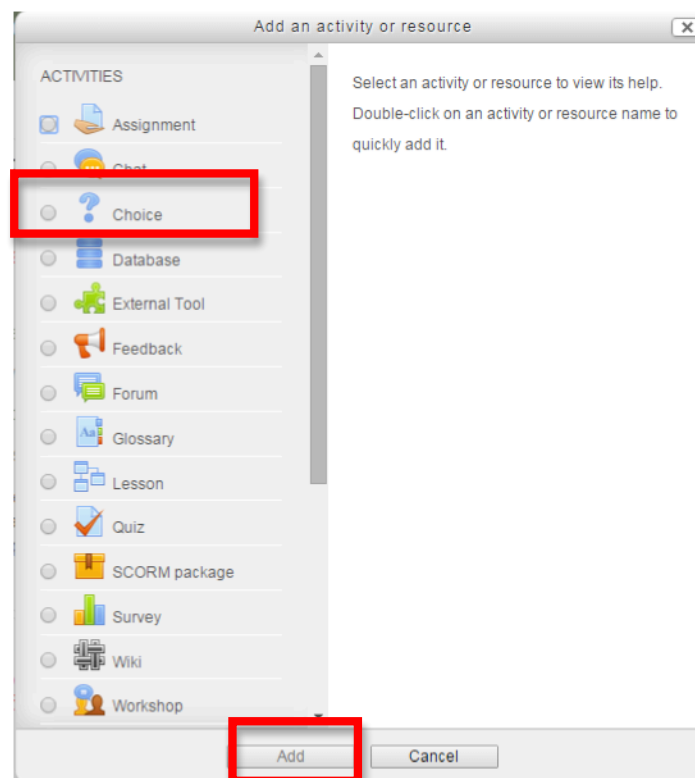 Add an activity or resource
ACTIVITIES
Assignment
Chat
Choice
Database
External Tool
Feedback
Forum
Glossary
Lesson
Quiz
SCORM package
Survey
Wiki
Workshop
Select an activity or resource to view its help.
Double-click on an activity or resource name to
quickly add it.
Add
Cancel